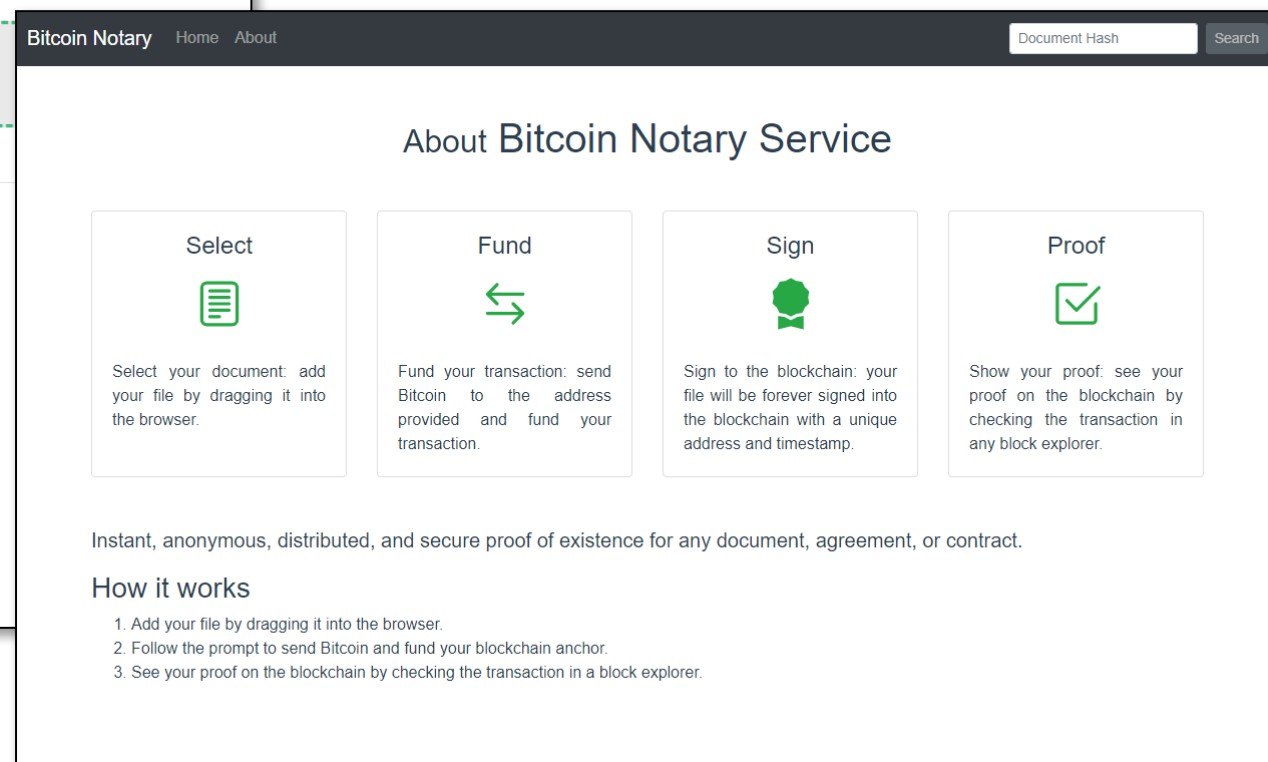 Bitcoin Notary Home About Document Hash Search
About Bitcoin Notary Service
Select
Select your document: add
your file by dragging it into
the browser.
Fund
Fund your transaction: send
Bitcoin to the address
provided and fund your
transaction.
Sign
Sign to the blockchain: your
file will be forever signed into
the blockchain with a unique
address and timestamp.
Proof
Show your proof: see your
proof on the blockchain by
checking the transaction in
any block explorer.
Instant, anonymous, distributed, and secure proof of existence for any document, agreement, or contract.
How it works
1. Add your file by dragging it into the browser.
2. Follow the prompt to send Bitcoin and fund your blockchain anchor.
3. See your proof on the blockchain by checking the transaction in a block explorer.